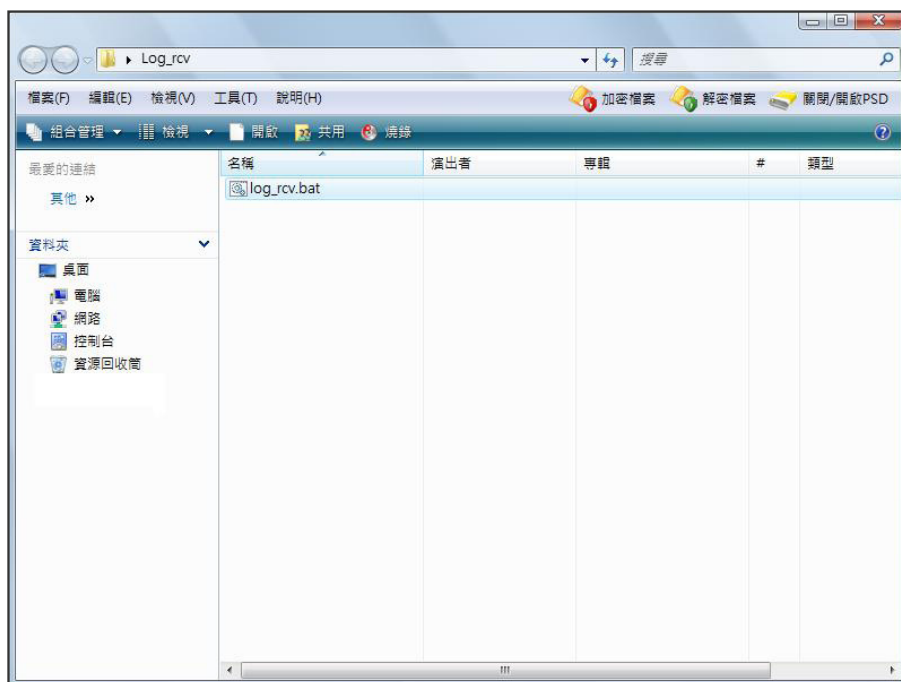 Log_rcv
搜尋
檔案(F) 編輯(E) 檢視(V) 工具(T) 說明(H) 加密檔案 解密檔案 關閉/開啟PSD
組合管理 檢視 開啟 共用 燒錄
最愛的連結
其他 »
資料夾
桌面
電腦
網路
控制台
資源回收筒
名稱 演出者 專輯 # 類型
log_rcv.bat